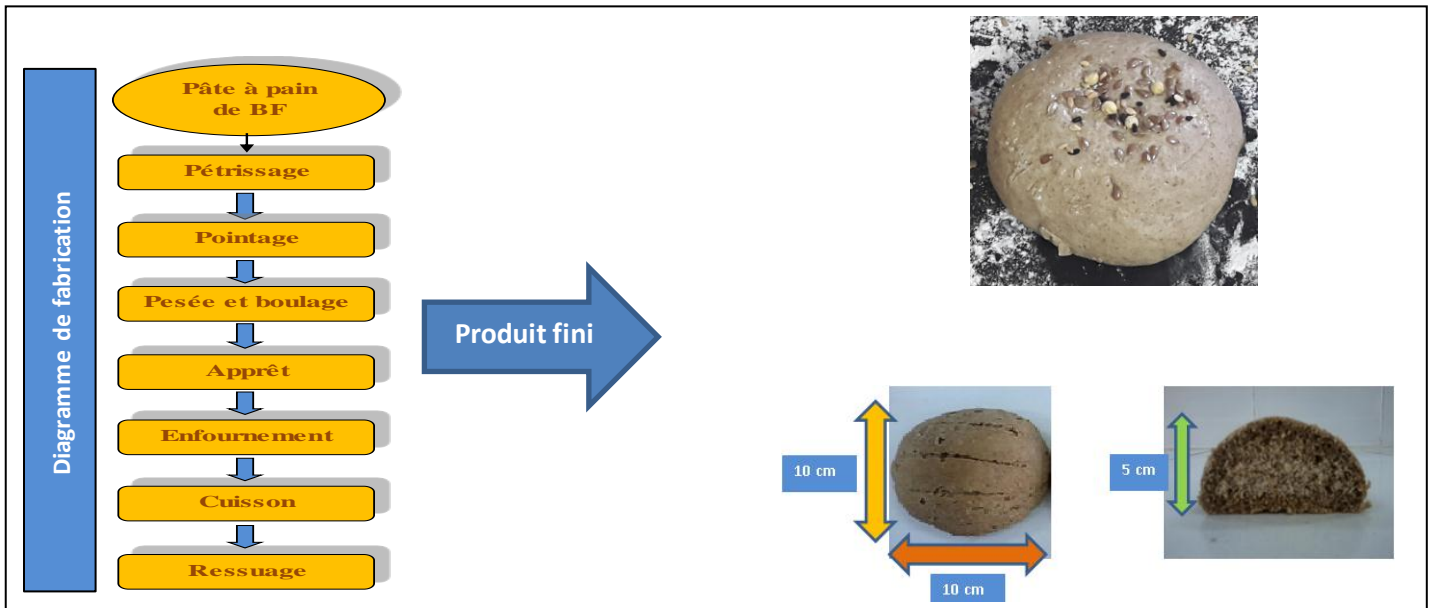 Diagramme de fabrication
Pâte à pain
de BF
Pétrissage
Pointage
Pesée et boulage
Apprêt
Enfournement
Cuisson
Ressuage
Produit fini
10 cm
10 cm
5 cm